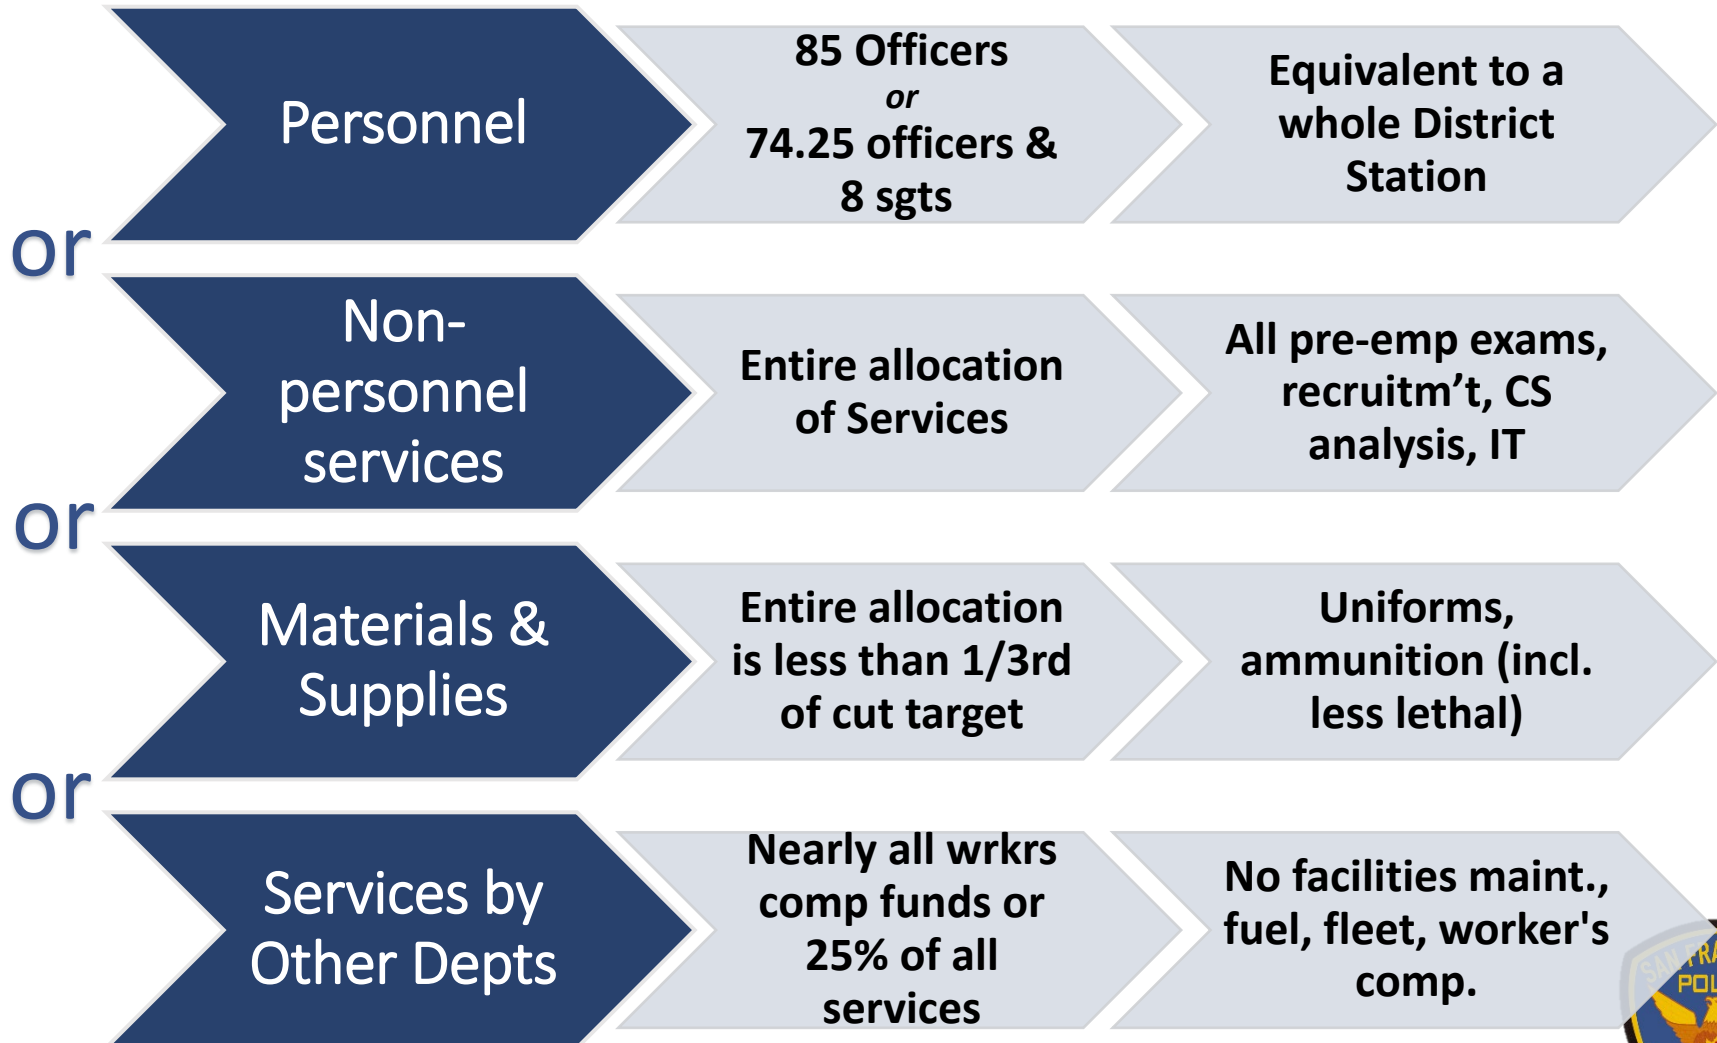 Personnel
85 Officers
or
74.25 officers &
8 sgts
Equivalent to a
whole District
Station
or
Non-
personnel
services
Entire allocation
of Services
All pre-emp exams,
recruitm’t, CS
analysis, IT
or
Materials &
Supplies
Entire allocation
is less than 1/3rd
of cut target
Uniforms,
ammunition (incl.
less lethal)
or
Services by
Other Depts
Nearly all wrkrs
comp funds or
25% of all
services
No facilities maint.,
fuel, fleet, worker's
comp.
SAN FRA
POL